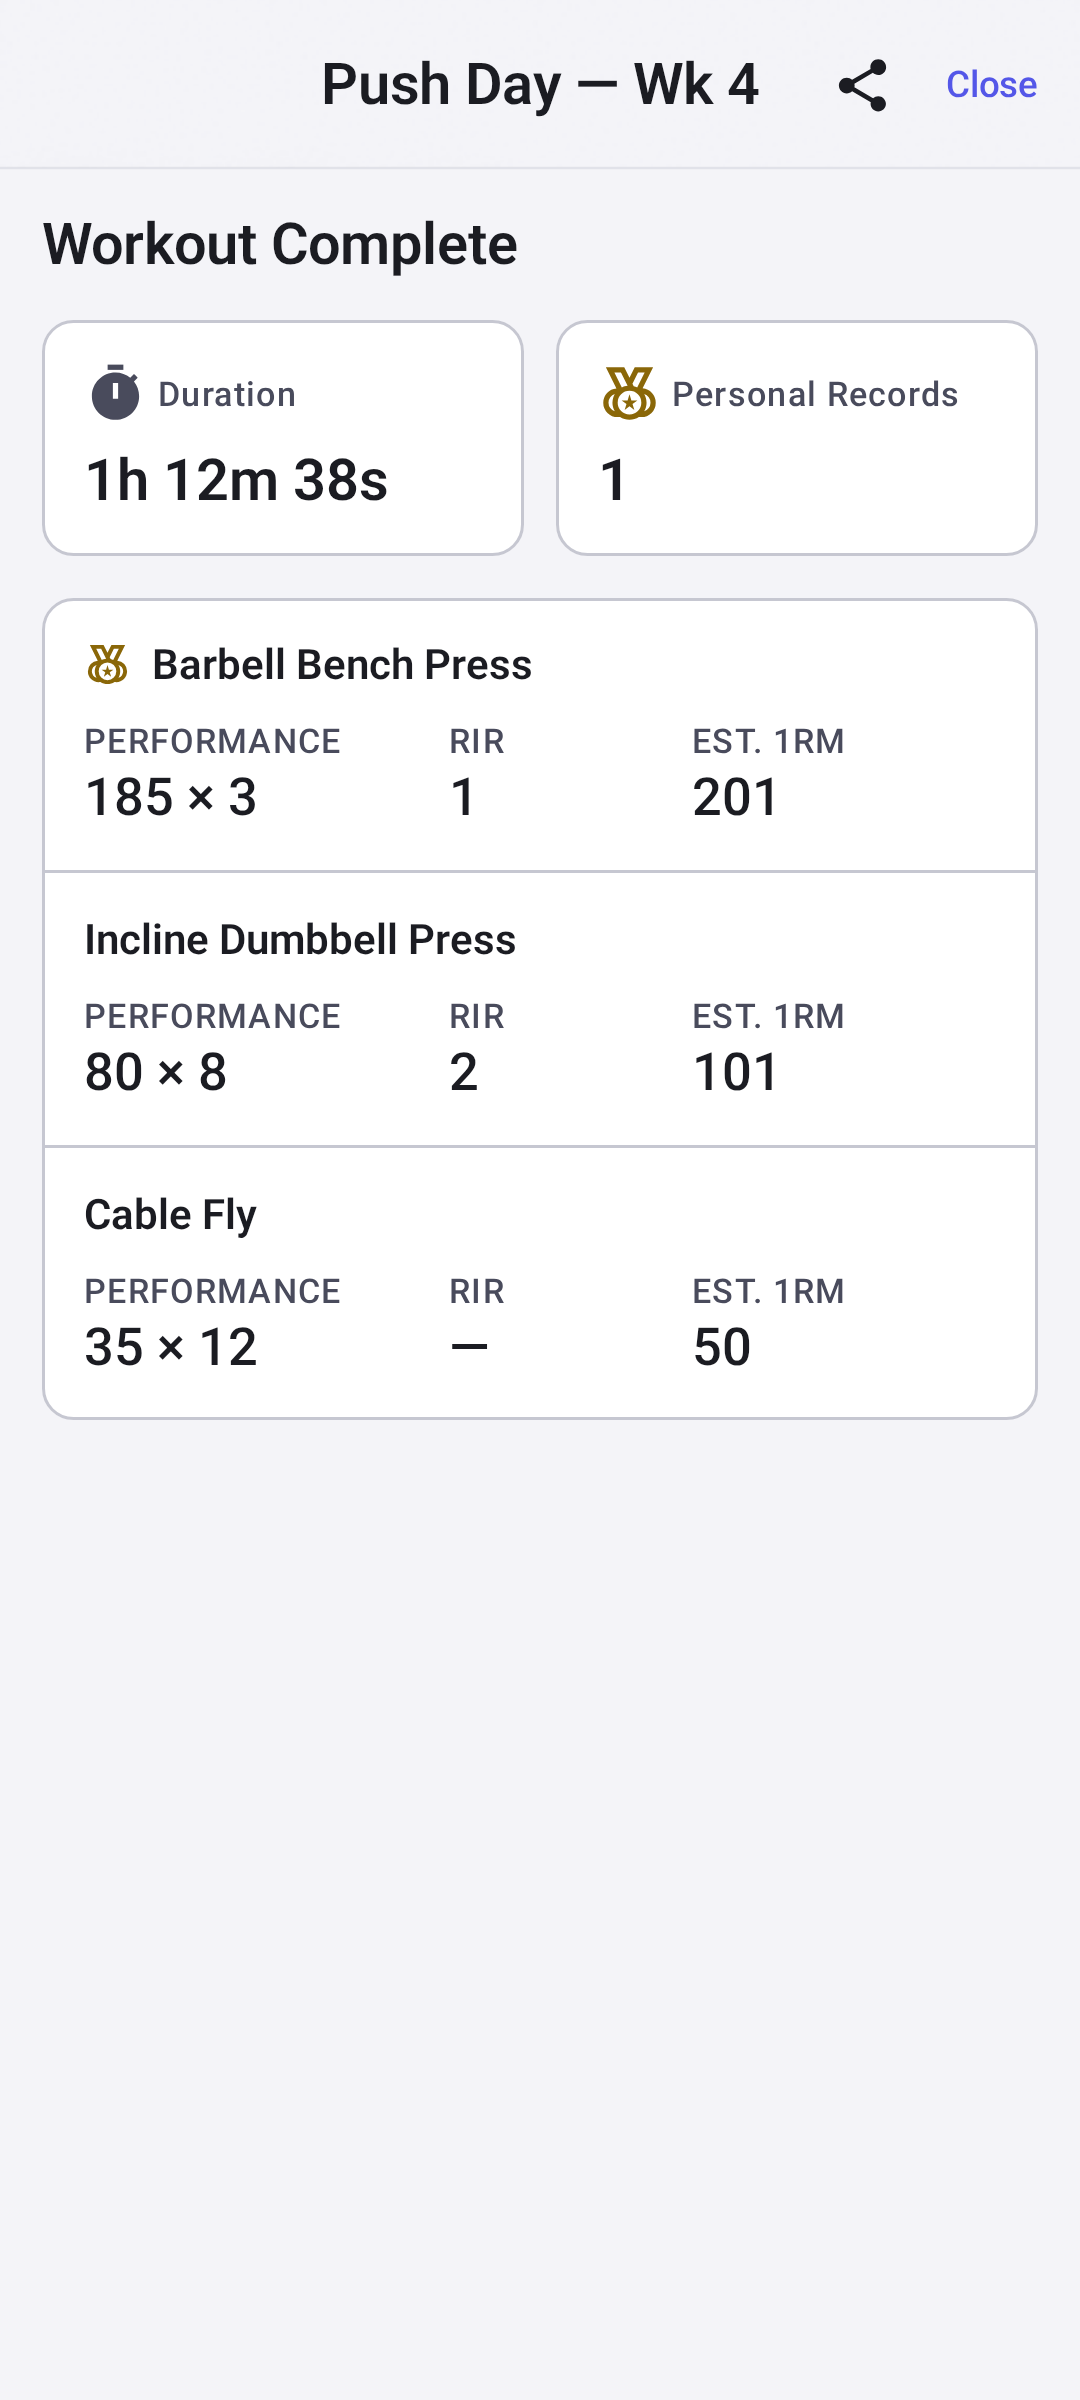 Push Day — Wk 4
Close
Workout Complete
Duration
1h 12m 38s
Personal Records
1
Barbell Bench Press
PERFORMANCE RIR EST. 1RM
185 × 3 1 201
Incline Dumbbell Press
PERFORMANCE RIR EST. 1RM
80 × 8 2 101
Cable Fly
PERFORMANCE RIR EST. 1RM
35 × 12 — 50